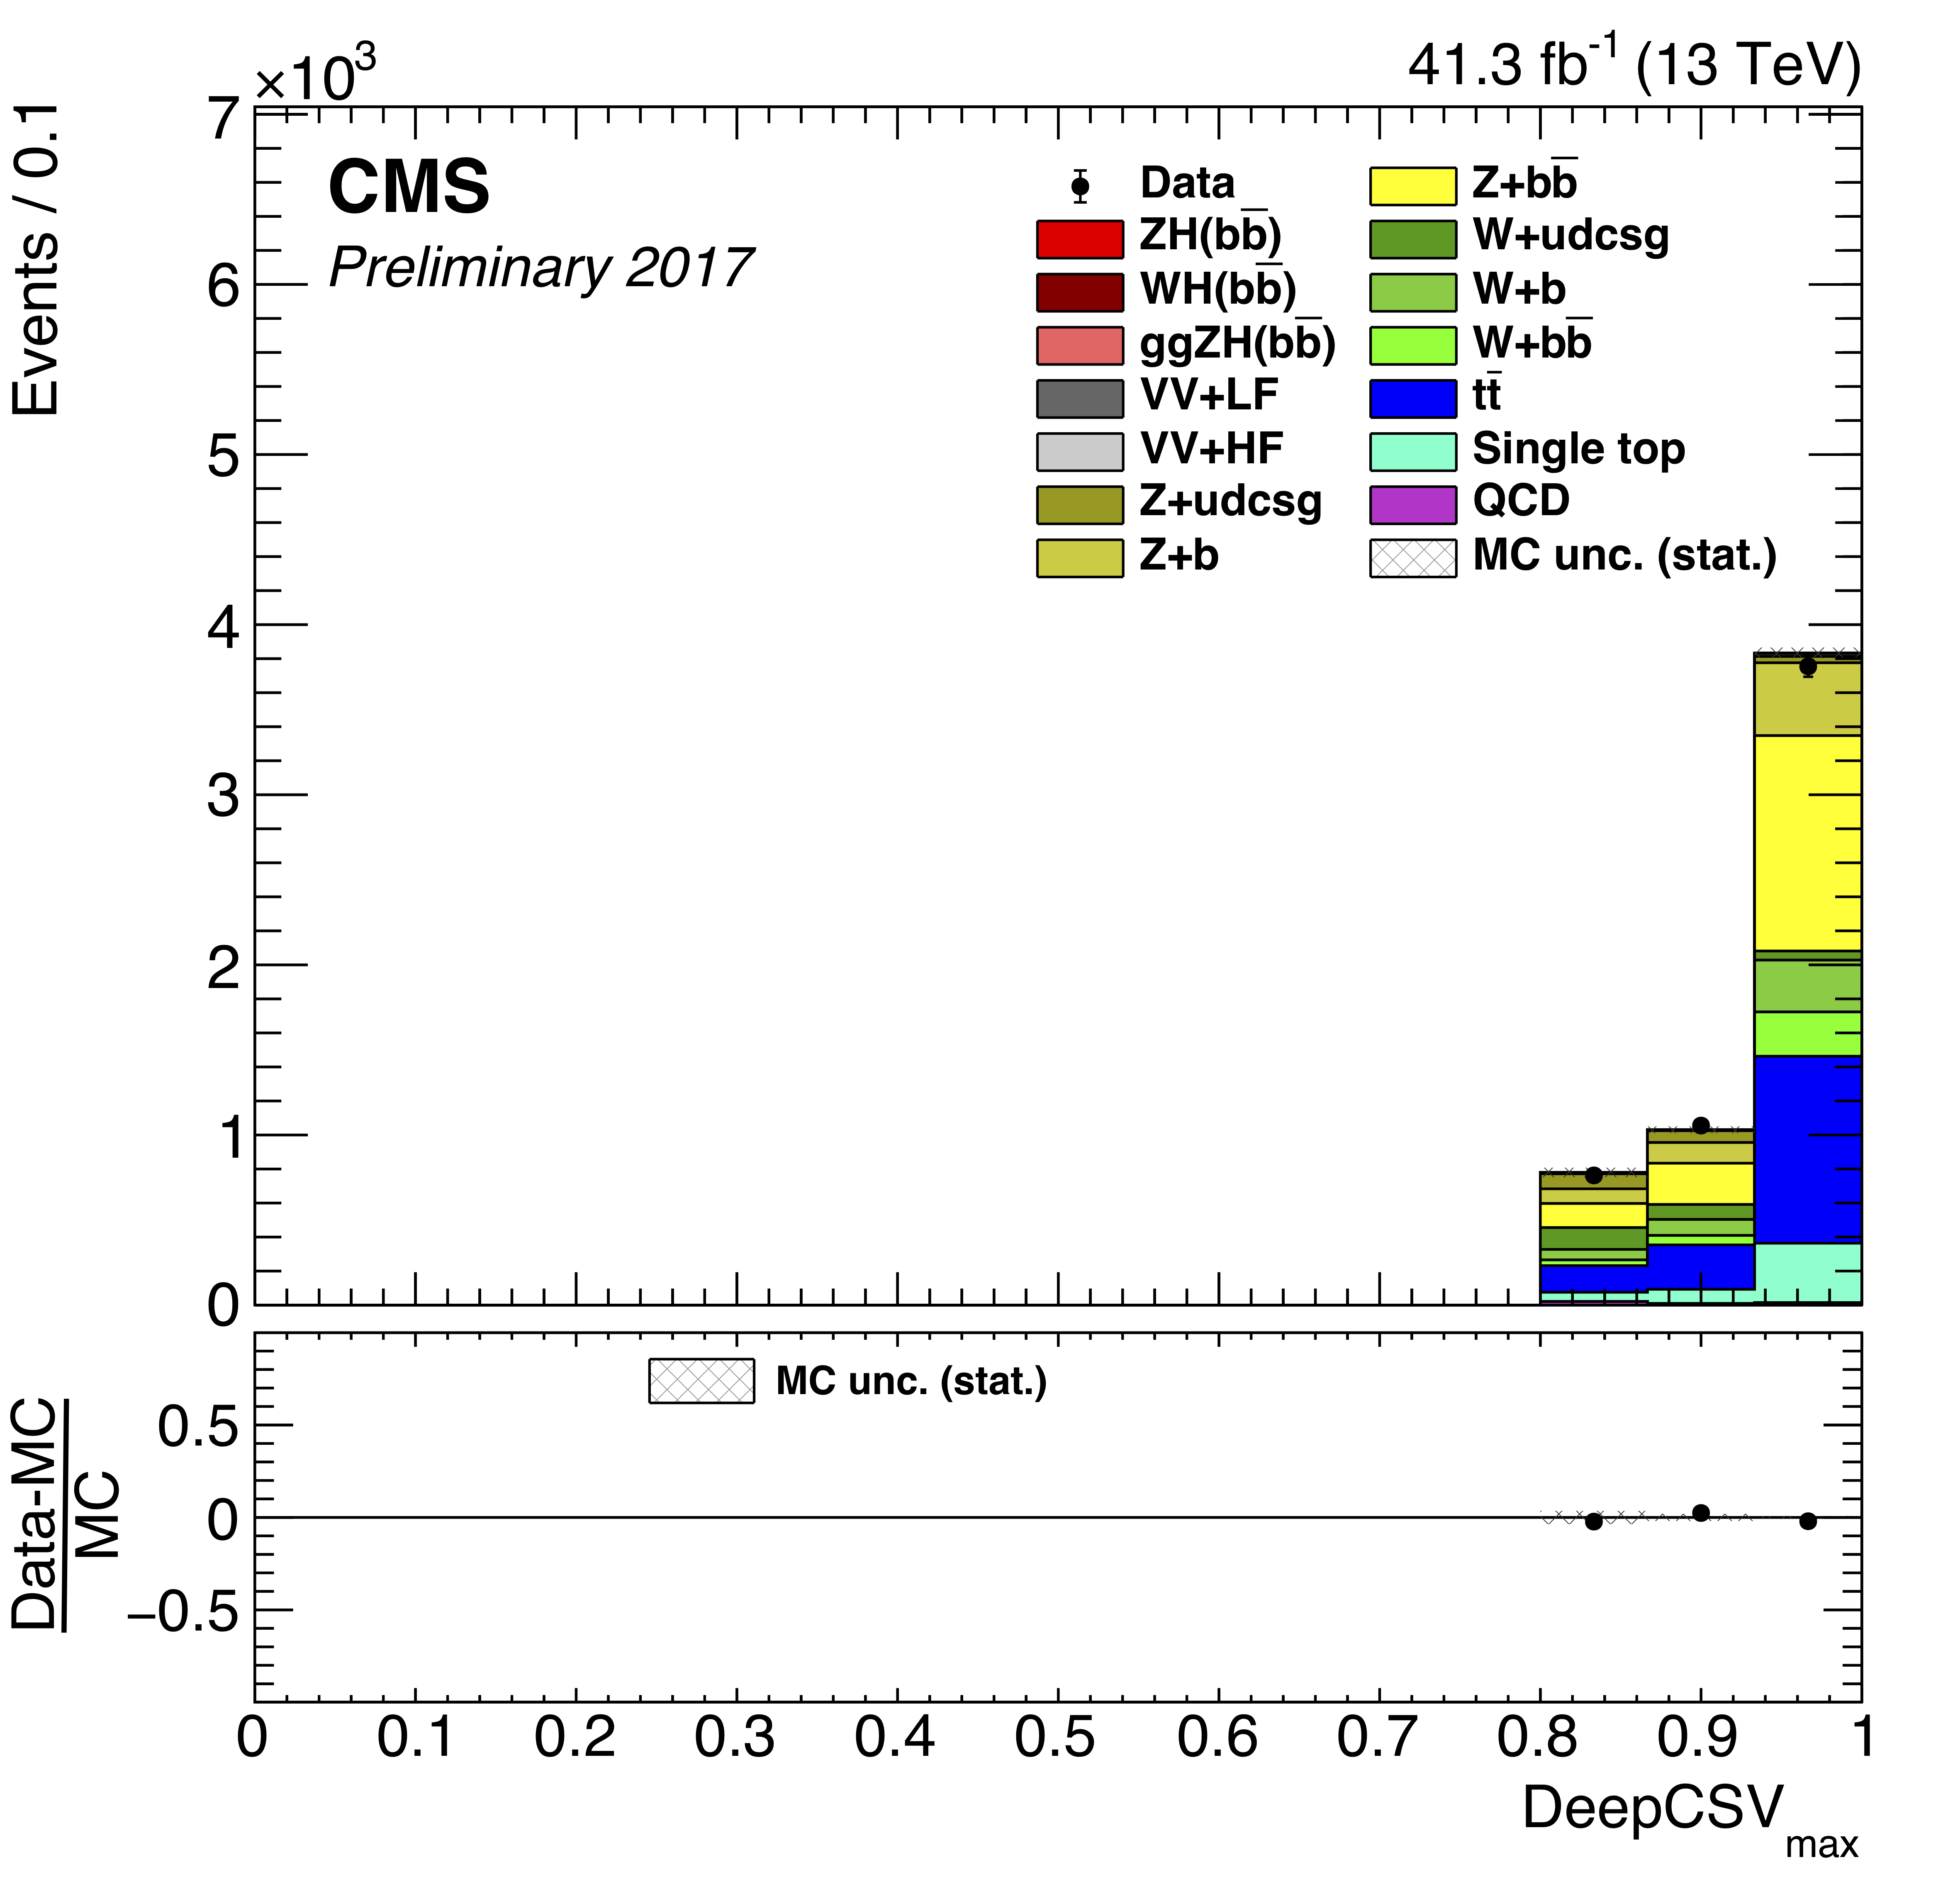 ×10³
41.3 fb⁻¹ (13 TeV)
Events / 0.1
CMS
Preliminary 2017
Data
ZH(bb̅)
WH(bb̅)
ggZH(bb̅)
VV+LF
VV+HF
Z+udcsg
Z+b
Z+bb̅
W+udcsg
W+b
W+bb̅
tt̅
Single top
QCD
MC unc. (stat.)
7
6
5
4
3
2
1
0
MC unc. (stat.)
Data-MC
MC
0.5
0
−0.5
0 0.1 0.2 0.3 0.4 0.5 0.6 0.7 0.8 0.9 1
DeepCSV_max